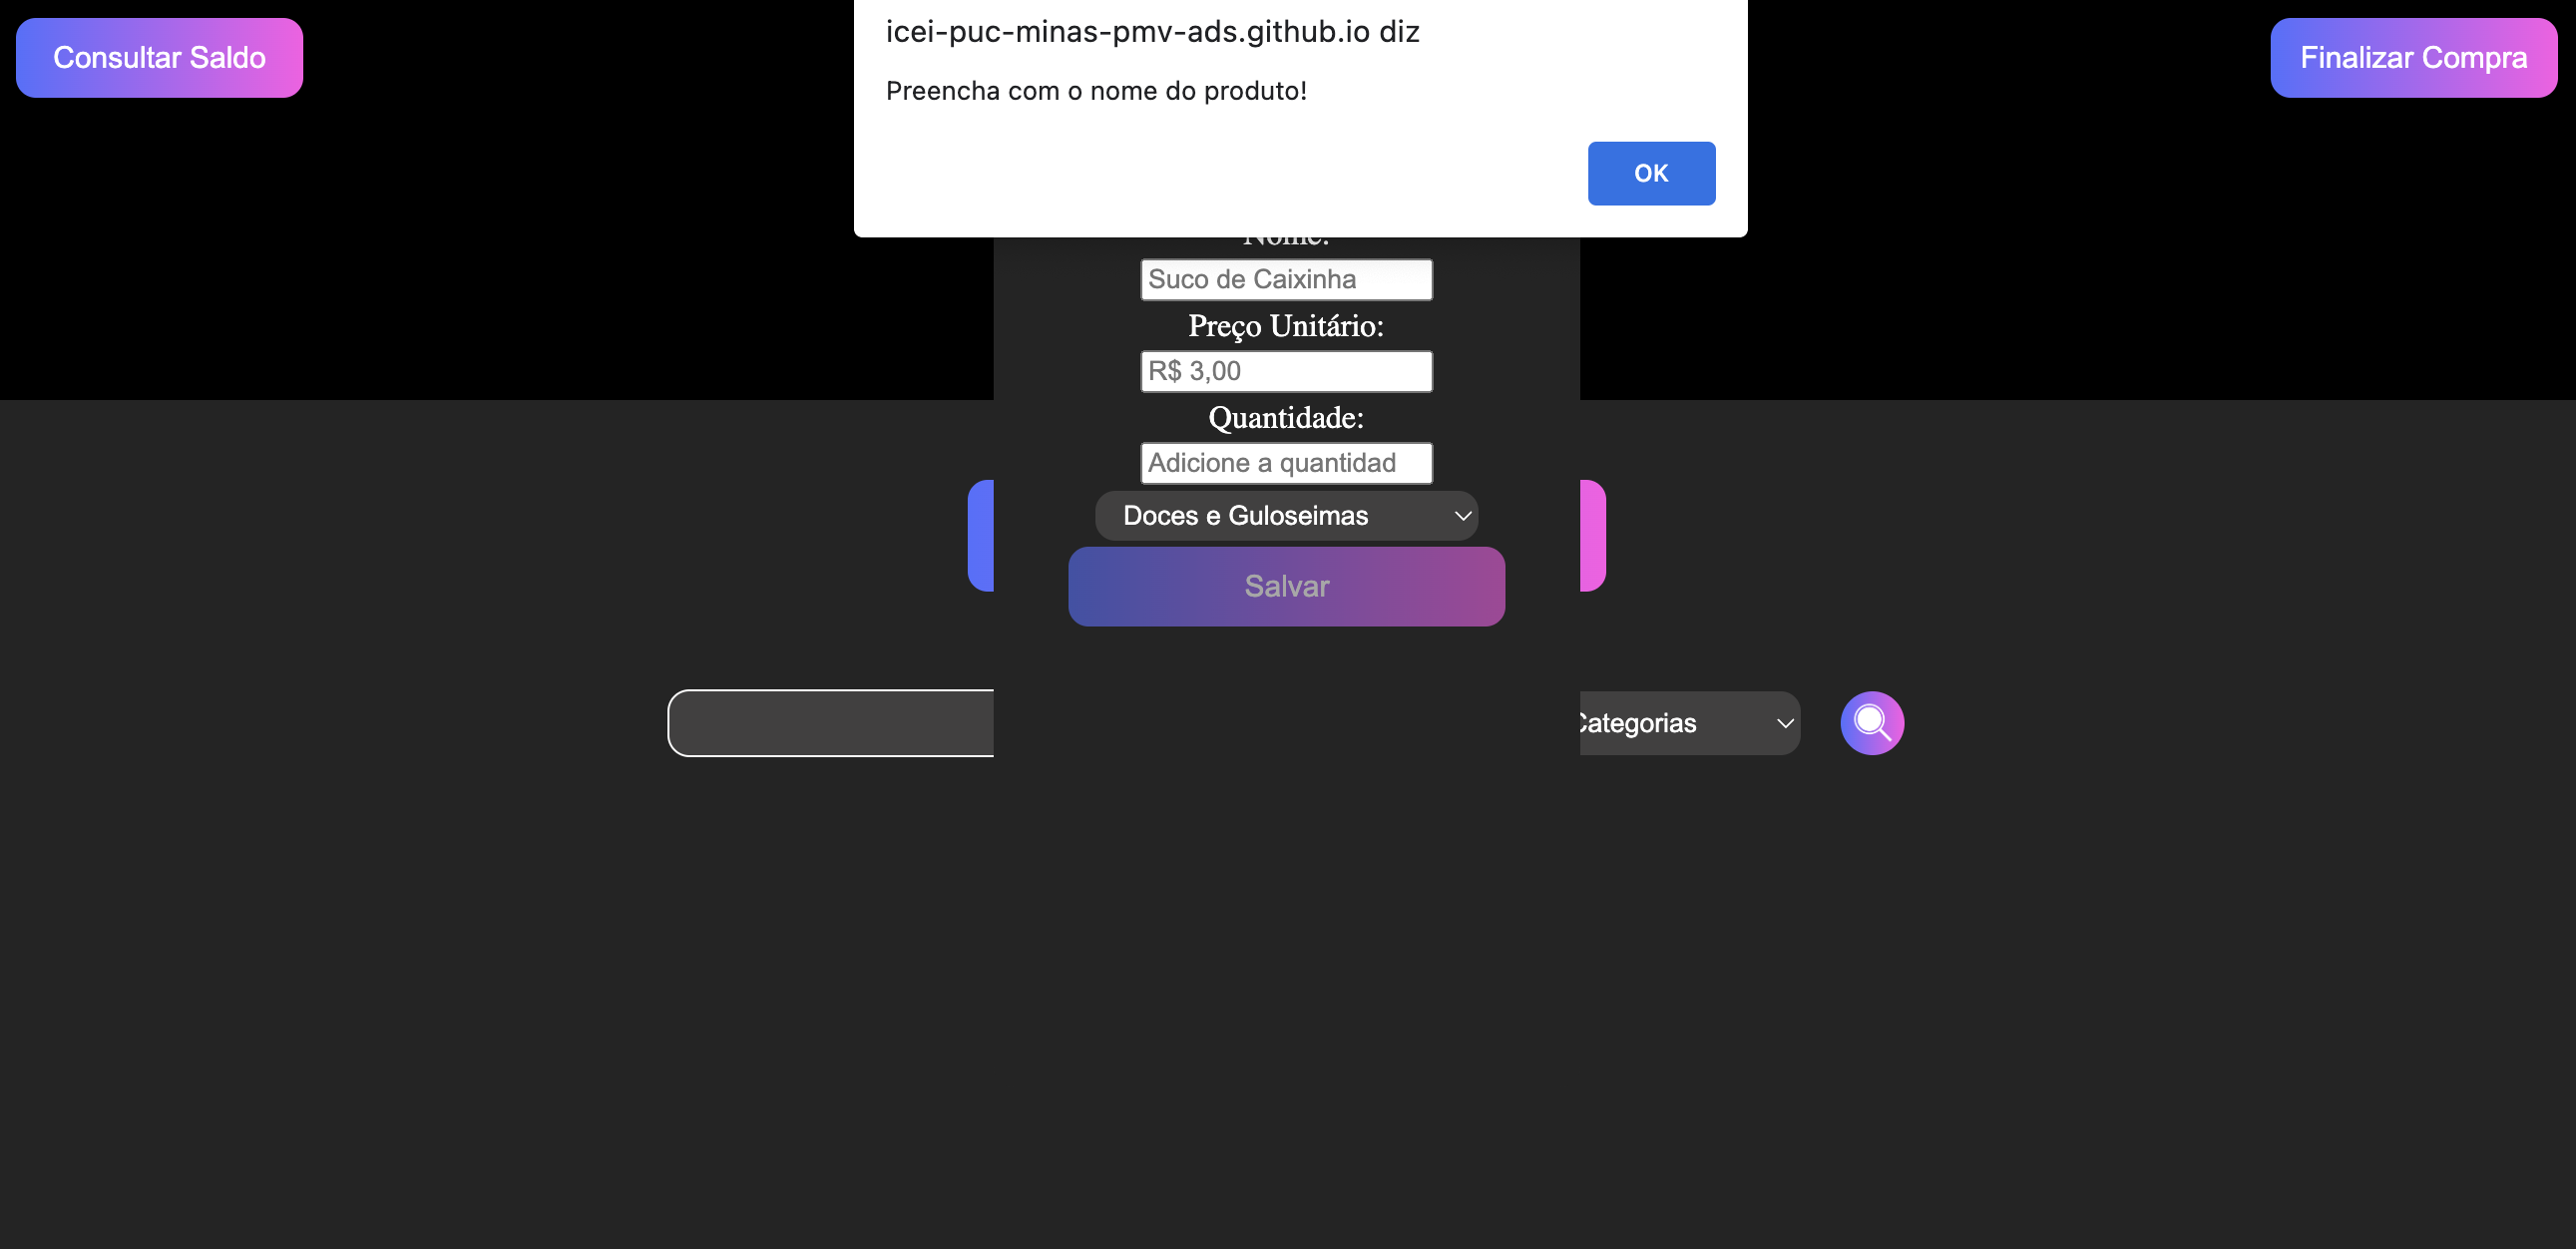 Consultar Saldo
icei-puc-minas-pmv-ads.github.io diz
Preencha com o nome do produto!
OK
Finalizar Compra
Nome:
Suco de Caixinha
Preço Unitário:
R$ 3,00
Quantidade:
Adicione a quantidad
Doces e Guloseimas
Salvar
Categorias